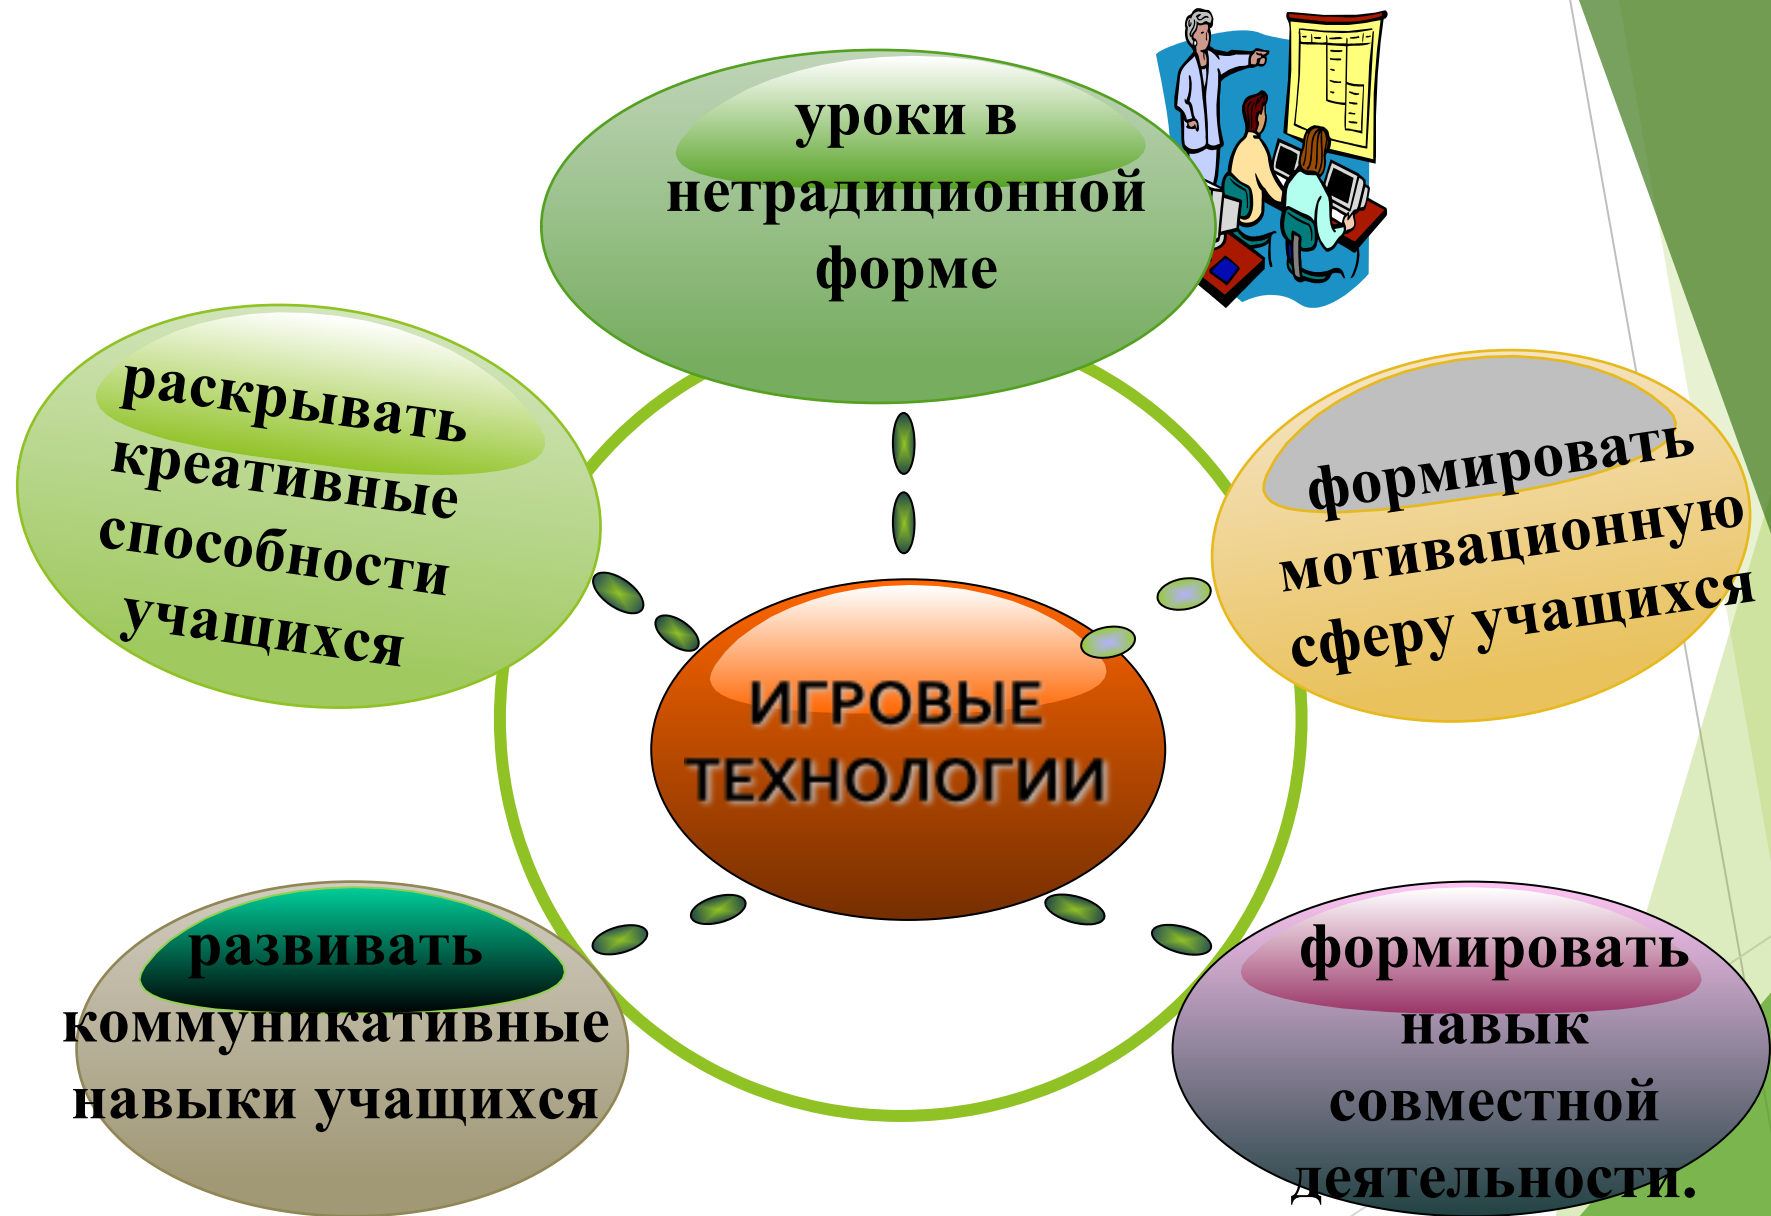 уроки в
нетрадиционной
форме
раскрывать
креативные
способности
учащихся
формировать
мотивационную
сферу учащихся
ИГРОВЫЕ
ТЕХНОЛОГИИ
развивать
коммуникативные
навыки учащихся
формировать
навык
совместной
деятельности.